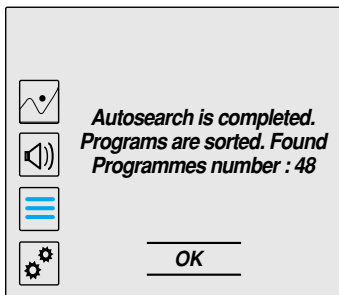 Autosearch is completed.
Programs are sorted. Found
Programmes number : 48
OK